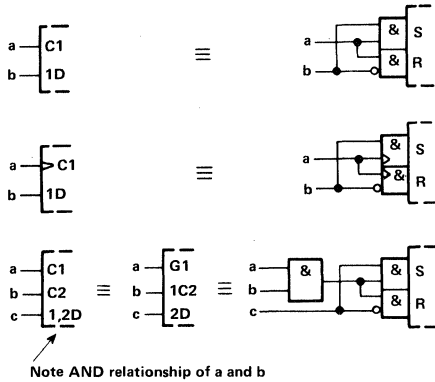 a C1 ≡ a & S
b 1D b & R
a C1 ≡ a & S
b 1D b & R
a C1 ≡ a G1 ≡ a & & S
b C2 b 1C2 b & R
c 1,2D c 2D c
Note AND relationship of a and b